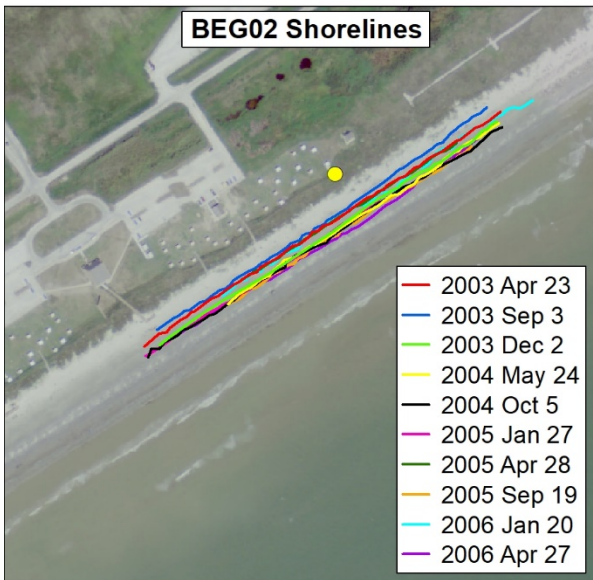 BEG02 Shorelines
2003 Apr 23
2003 Sep 3
2003 Dec 2
2004 May 24
2004 Oct 5
2005 Jan 27
2005 Apr 28
2005 Sep 19
2006 Jan 20
2006 Apr 27